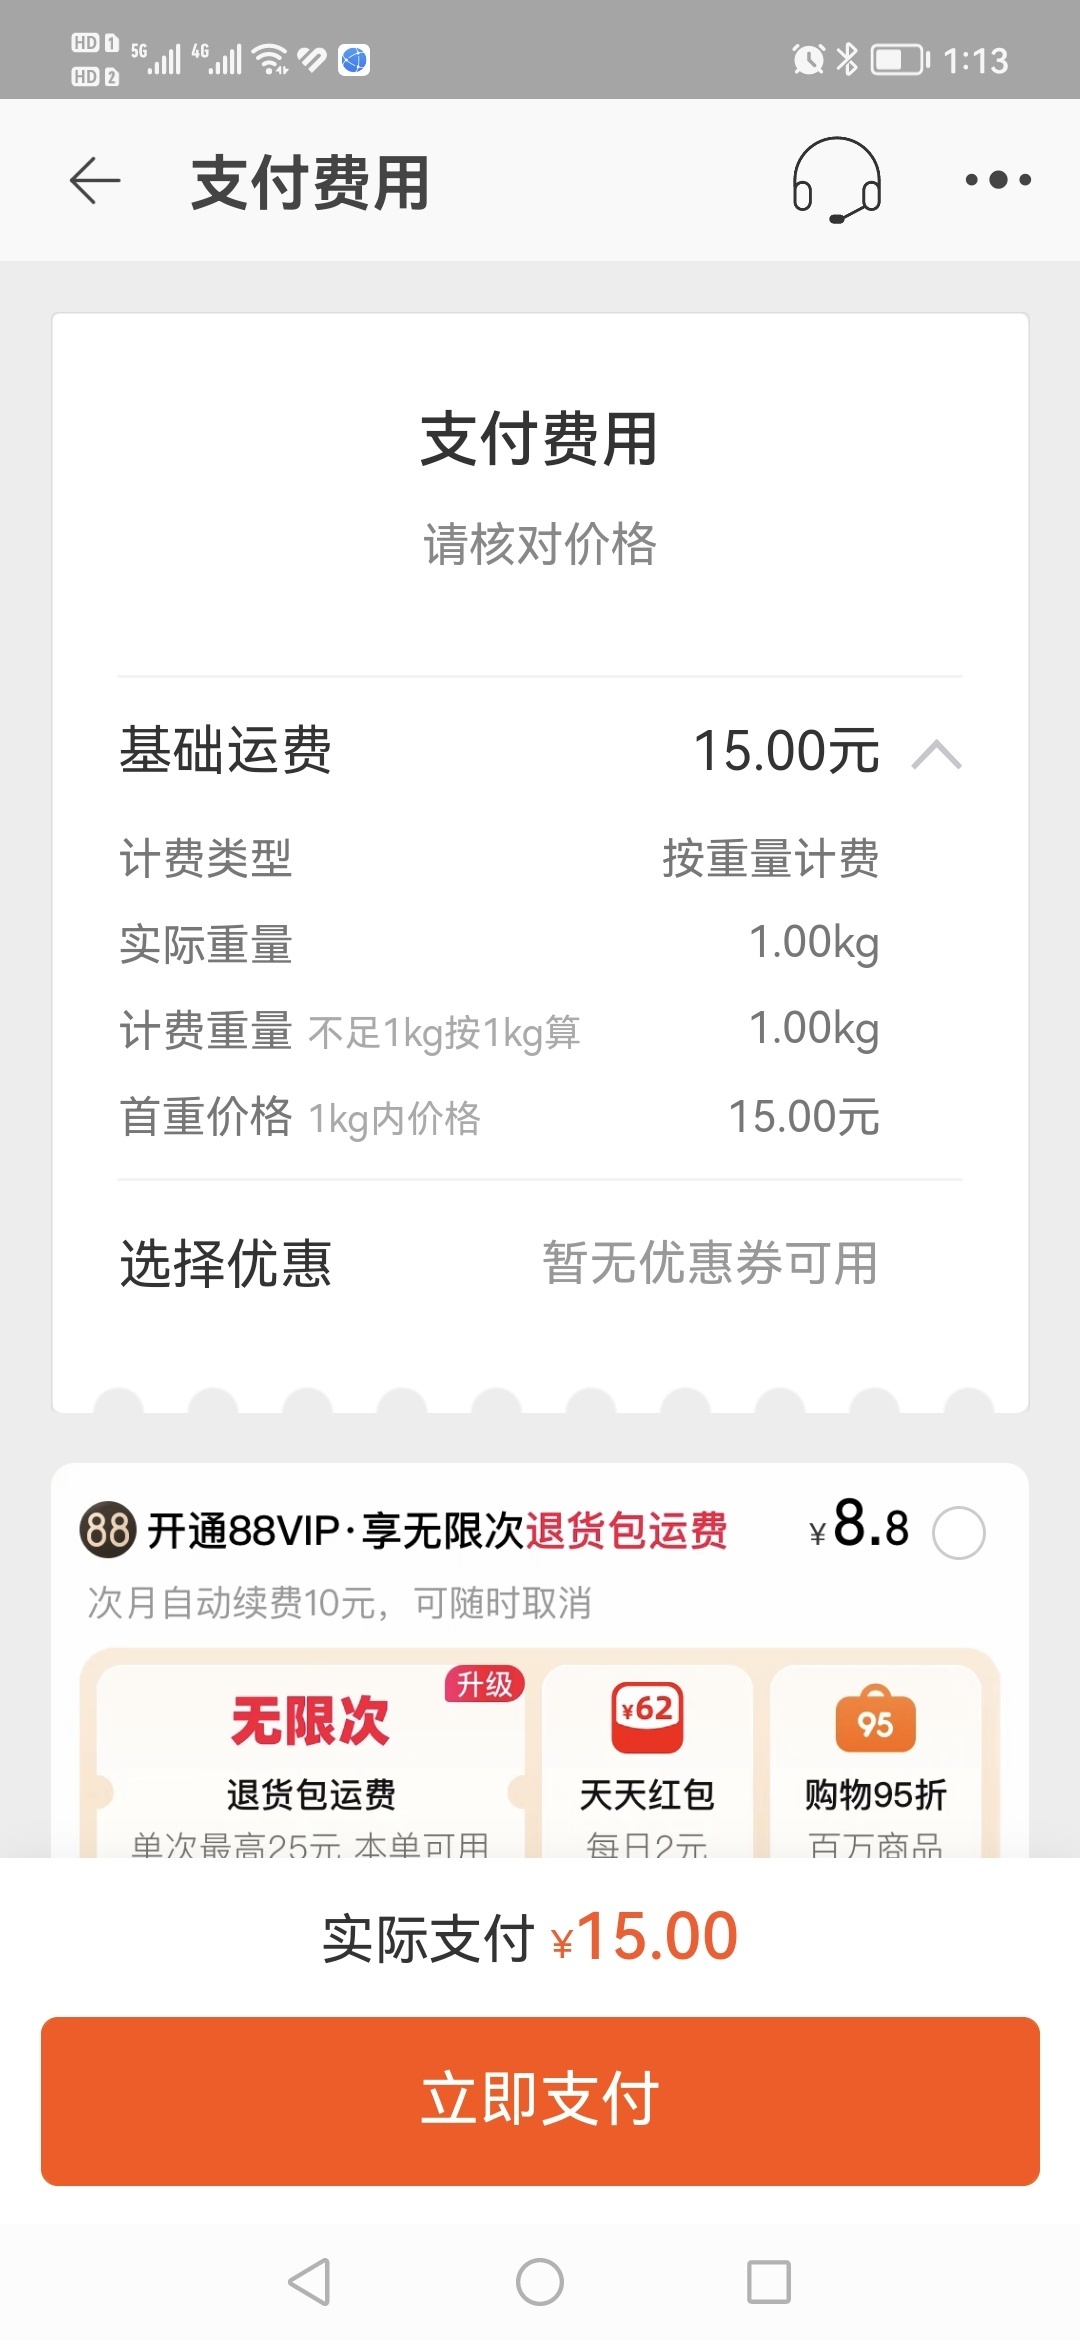 HD 1 5G 4G 1:13
HD 2
支付费用
支付费用
请核对价格
基础运费 15.00元
计费类型 按重量计费
实际重量 1.00kg
计费重量 不足1kg按1kg算 1.00kg
首重价格 1kg内价格 15.00元
选择优惠 暂无优惠券可用
88 开通88VIP·享无限次退货包运费 ¥8.8
次月自动续费10元，可随时取消
升级
无限次 ¥62 95
退货包运费 天天红包 购物95折
单次最高25元 本单可用 每日2元 百万商品
实际支付 ¥15.00
立即支付